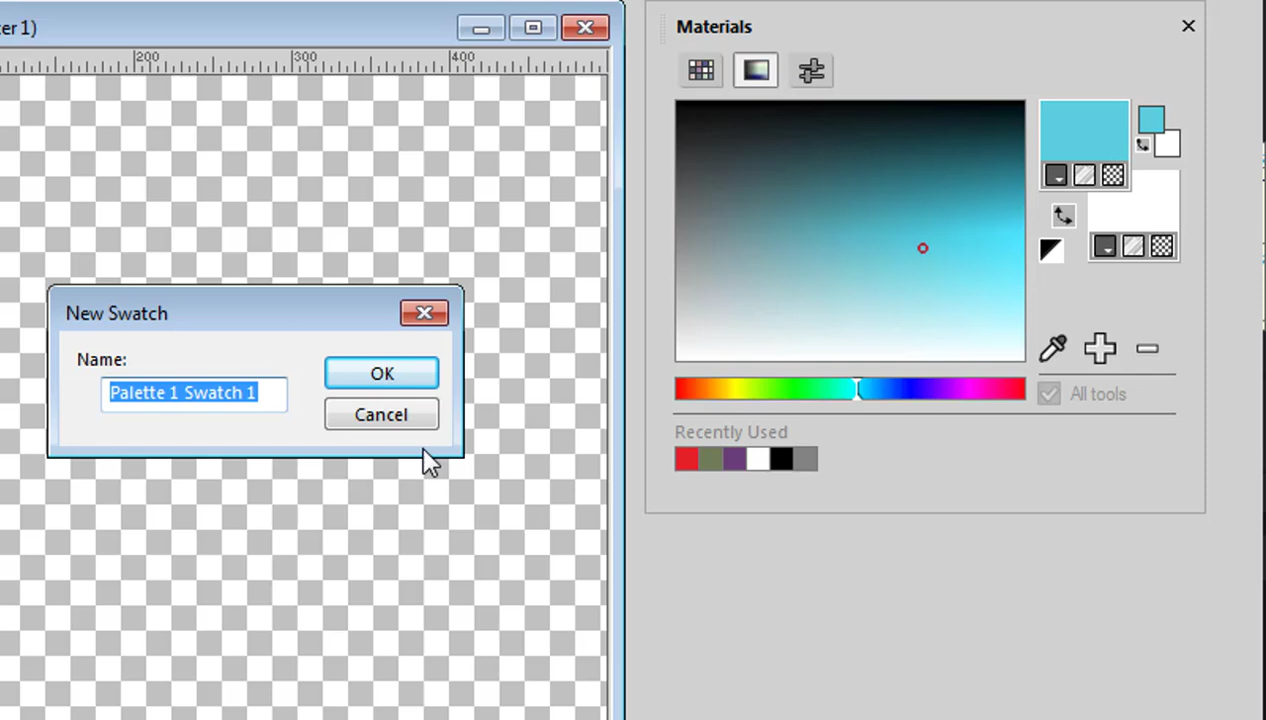 er 1)
200
300
400
New Swatch
Name:
Palette 1 Swatch 1
OK
Cancel
Materials
All tools
Recently Used